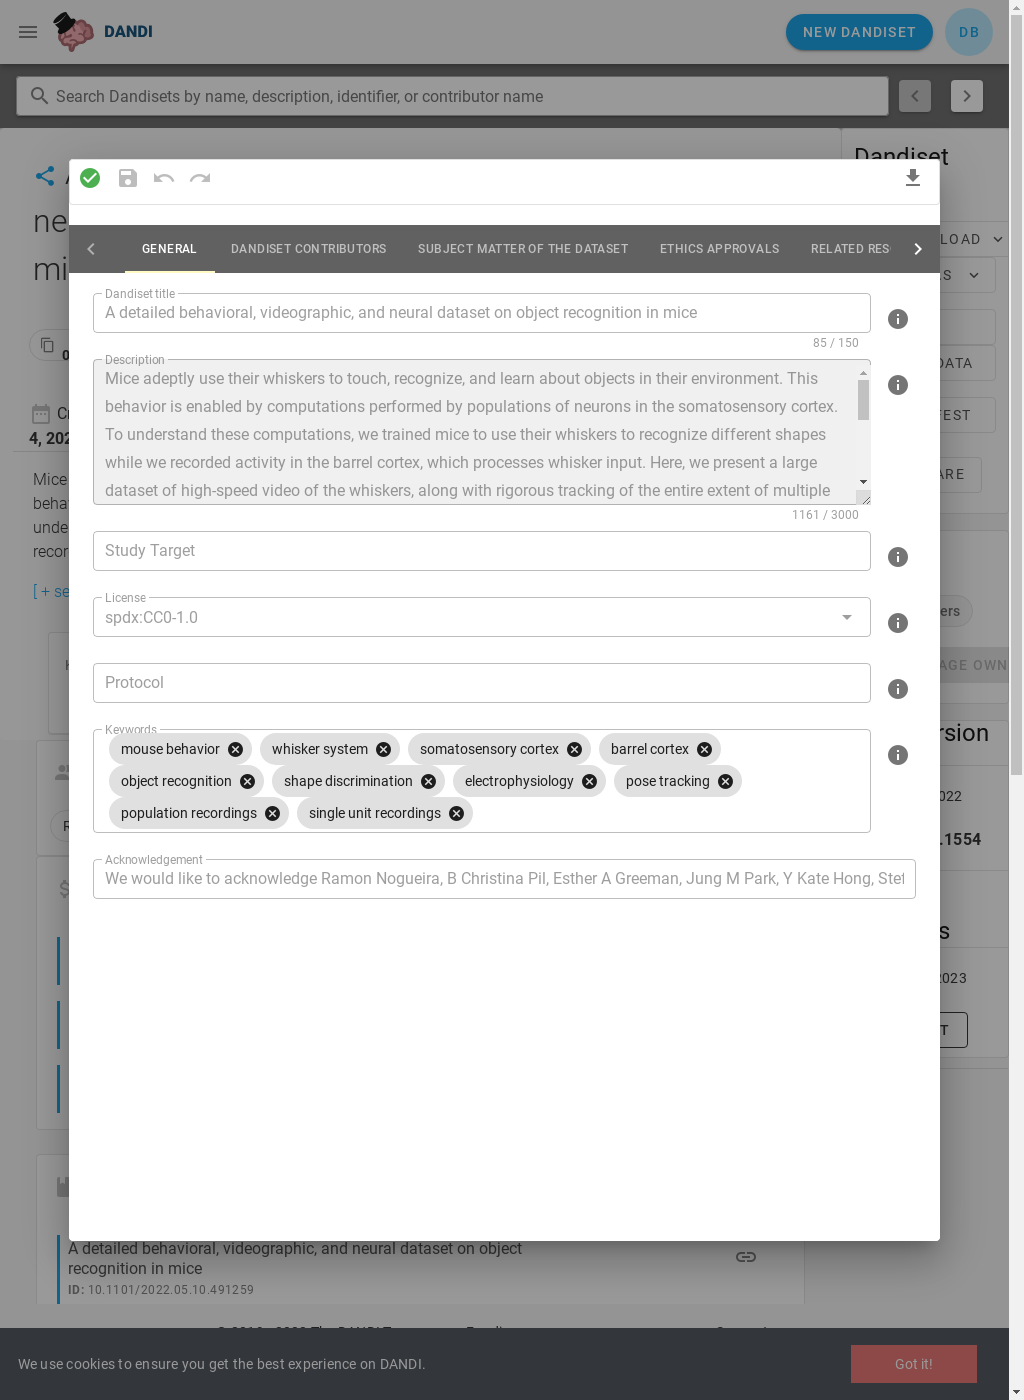 DANDI
NEW DANDISET
DB
Search Dandisets by name, description, identifier, or contributor name
Dandiset
ne
mi
LOAD
S
DATA
EST
ARE
4, 202
Mice
behav
unde
recor
[ + se
ers
AGE OWN
rsion
2022
.1554
s
2023
T
GENERAL
DANDISET CONTRIBUTORS
SUBJECT MATTER OF THE DATASET
ETHICS APPROVALS
RELATED RES
Dandiset title
A detailed behavioral, videographic, and neural dataset on object recognition in mice
85 / 150
Description
Mice adeptly use their whiskers to touch, recognize, and learn about objects in their environment. This
behavior is enabled by computations performed by populations of neurons in the somatosensory cortex.
To understand these computations, we trained mice to use their whiskers to recognize different shapes
while we recorded activity in the barrel cortex, which processes whisker input. Here, we present a large
dataset of high-speed video of the whiskers, along with rigorous tracking of the entire extent of multiple
1161 / 3000
Study Target
License
spdx:CC0-1.0
Protocol
Keywords
mouse behavior
whisker system
somatosensory cortex
barrel cortex
object recognition
shape discrimination
electrophysiology
pose tracking
population recordings
single unit recordings
Acknowledgement
We would like to acknowledge Ramon Nogueira, B Christina Pil, Esther A Greeman, Jung M Park, Y Kate Hong, Stef
A detailed behavioral, videographic, and neural dataset on object
recognition in mice
ID: 10.1101/2022.05.10.491259
We use cookies to ensure you get the best experience on DANDI.
Got it!